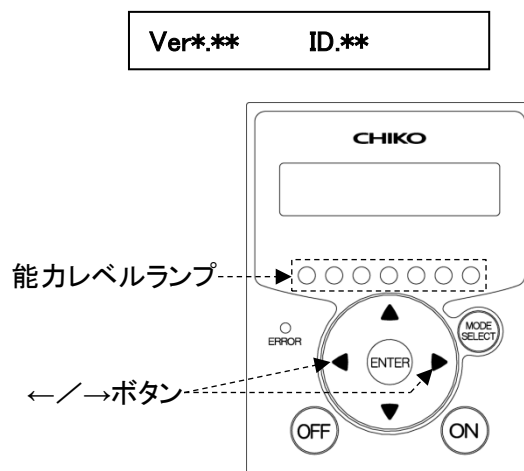 Ver*.** ID.**
CHIKO
能力レベルランプ
ERROR
MODE
SELECT
ENTER
←／→ボタン
OFF
ON